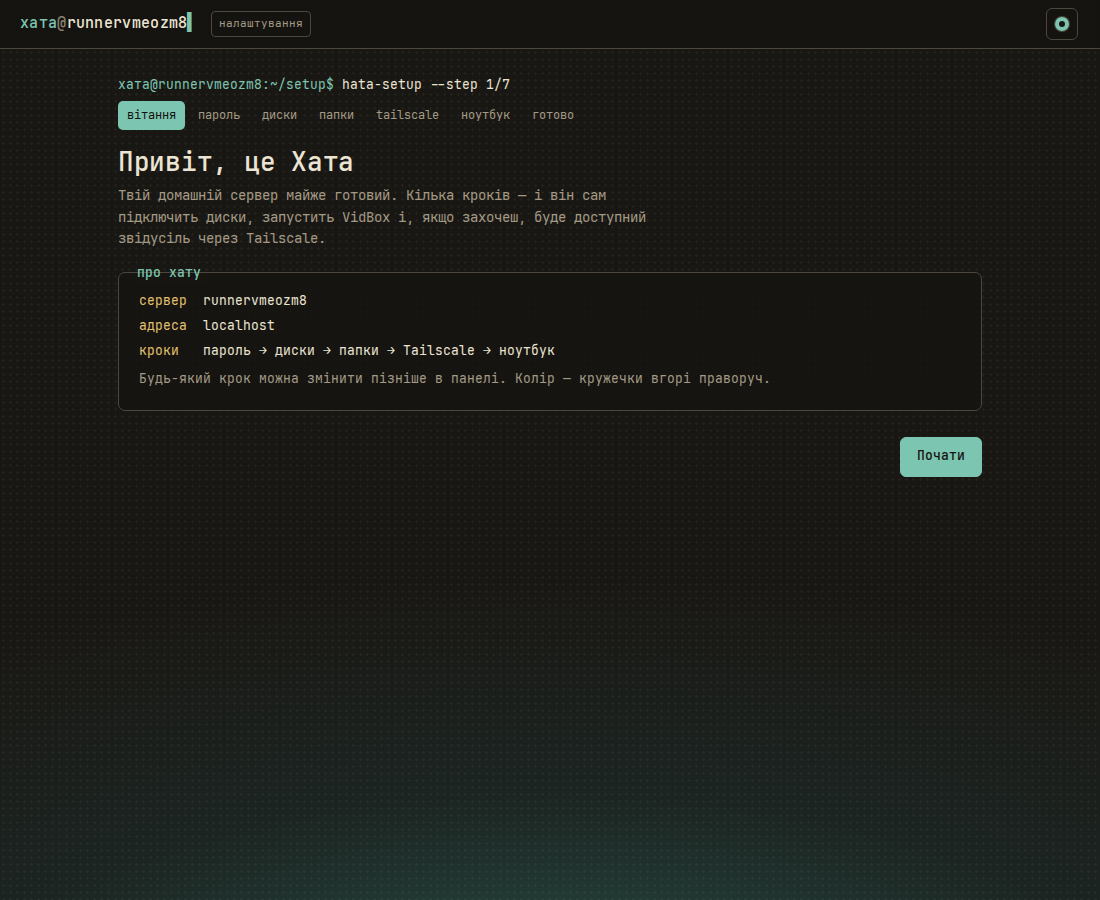 хата@runnervmeozm8
налаштування
хата@runnervmeozm8:~/setup$ hata-setup --step 1/7
вітання пароль диски папки tailscale ноутбук готово
Привіт, це Хата
Твій домашній сервер майже готовий. Кілька кроків — і він сам
підключить диски, запустить VidBox і, якщо захочеш, буде доступний
звідусіль через Tailscale.
про хату
сервер runnervmeozm8
адреса localhost
кроки пароль → диски → папки → Tailscale → ноутбук
Будь-який крок можна змінити пізніше в панелі. Колір — кружечки вгорі праворуч.
Почати